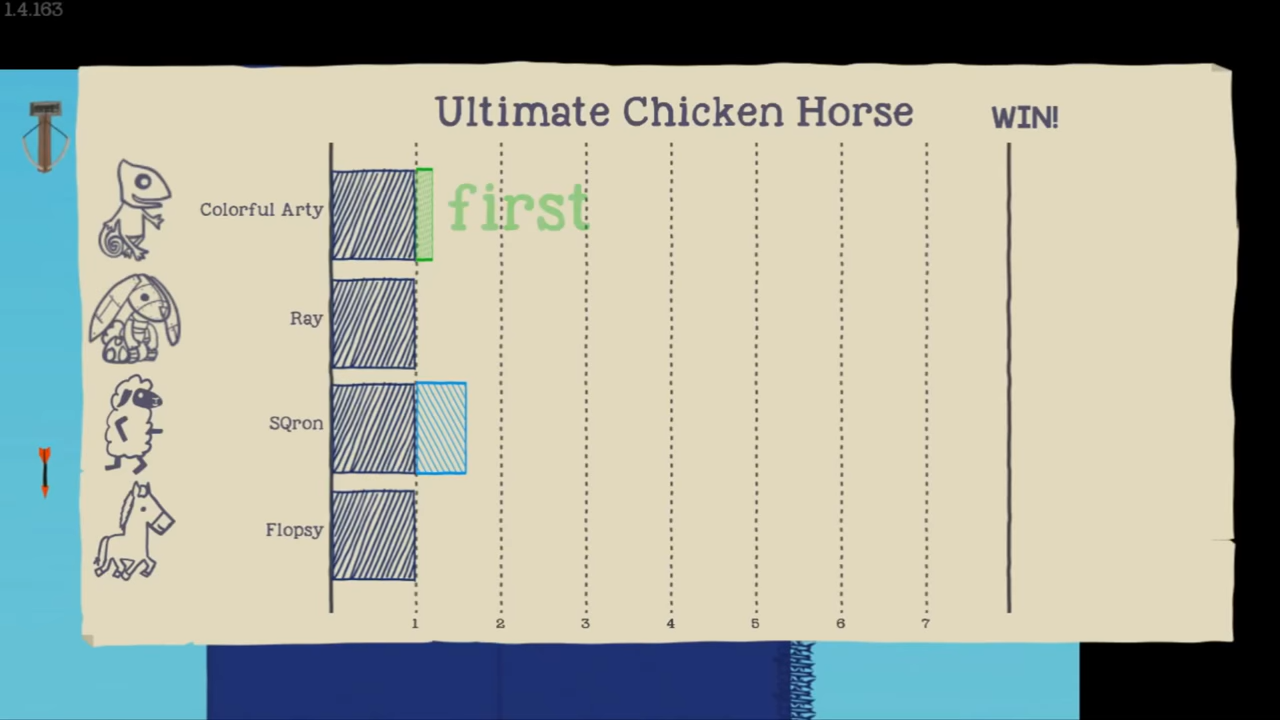 1.4.163
Ultimate Chicken Horse
WIN!
Colorful Arty
first
Ray
SQron
Flopsy
1 2 3 4 5 6 7